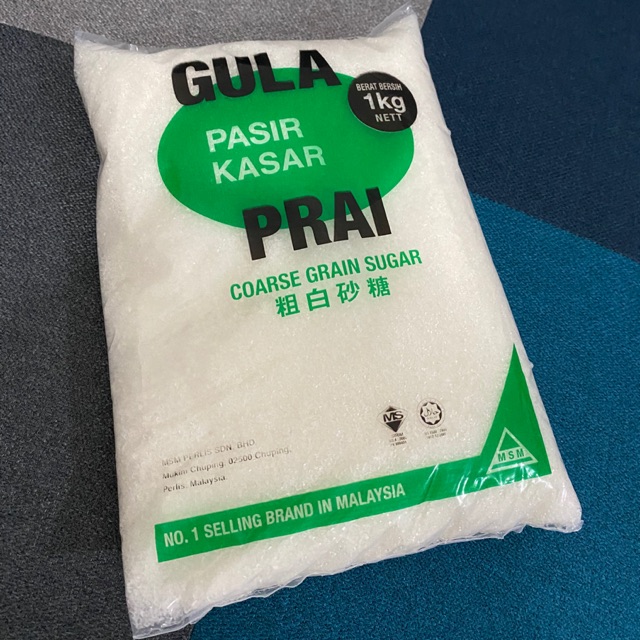 GULA
BERAT BERSIH
1kg
NETT
PASIR
KASAR
PRAI
COARSE GRAIN SUGAR
粗白砂糖
MS
MSM PERLIS SDN. BHD.
Mukim Chuping, 02500 Chuping,
Perlis, Malaysia.
MSM
NO. 1 SELLING BRAND IN MALAYSIA